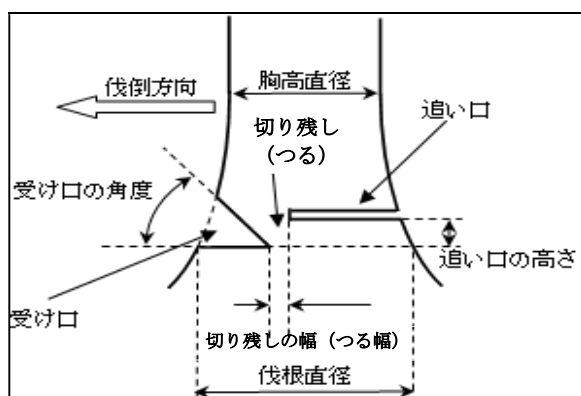 胸高直径
伐倒方向
切り残し
（つる）
追い口
受け口の角度
追い口の高さ
受け口
切り残しの幅（つる幅）
伐根直径